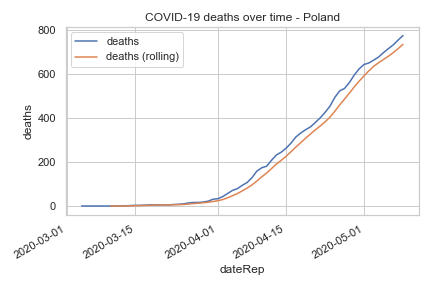 COVID-19 deaths over time - Poland
deaths
deaths (rolling)
800
600
400
200
0
deaths
2020-03-01
2020-03-15
2020-04-01
2020-04-15
2020-05-01
dateRep